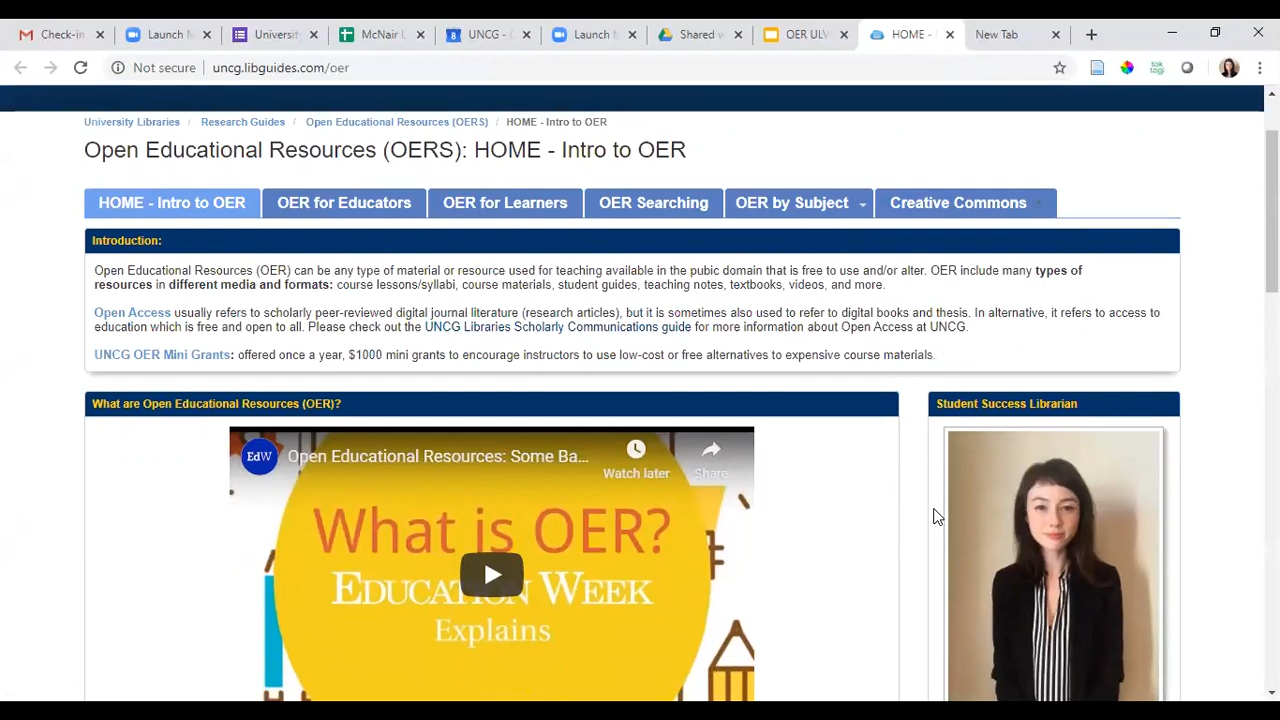 Check-in
Launch M
Universit
McNair U
UNCG - C
Launch M
Shared w
OER ULV
HOME -
New Tab
Not secure
uncg.libguides.com/oer
tok
togi
University Libraries / Research Guides / Open Educational Resources (OERS) / HOME - Intro to OER
Open Educational Resources (OERS): HOME - Intro to OER
HOME - Intro to OER
OER for Educators
OER for Learners
OER Searching
OER by Subject
Creative Commons
Introduction:
Open Educational Resources (OER) can be any type of material or resource used for teaching available in the pubic domain that is free to use and/or alter. OER include many types of
resources in different media and formats: course lessons/syllabi, course materials, student guides, teaching notes, textbooks, videos, and more.
Open Access usually refers to scholarly peer-reviewed digital journal literature (research articles), but it is sometimes also used to refer to digital books and thesis. In alternative, it refers to access to
education which is free and open to all. Please check out the UNCG Libraries Scholarly Communications guide for more information about Open Access at UNCG.
UNCG OER Mini Grants: offered once a year, $1000 mini grants to encourage instructors to use low-cost or free alternatives to expensive course materials.
What are Open Educational Resources (OER)?
EdW
Open Educational Resources: Some Ba...
Watch later
Share
What is OER?
EDUCATION WEEK
Explains
Student Success Librarian